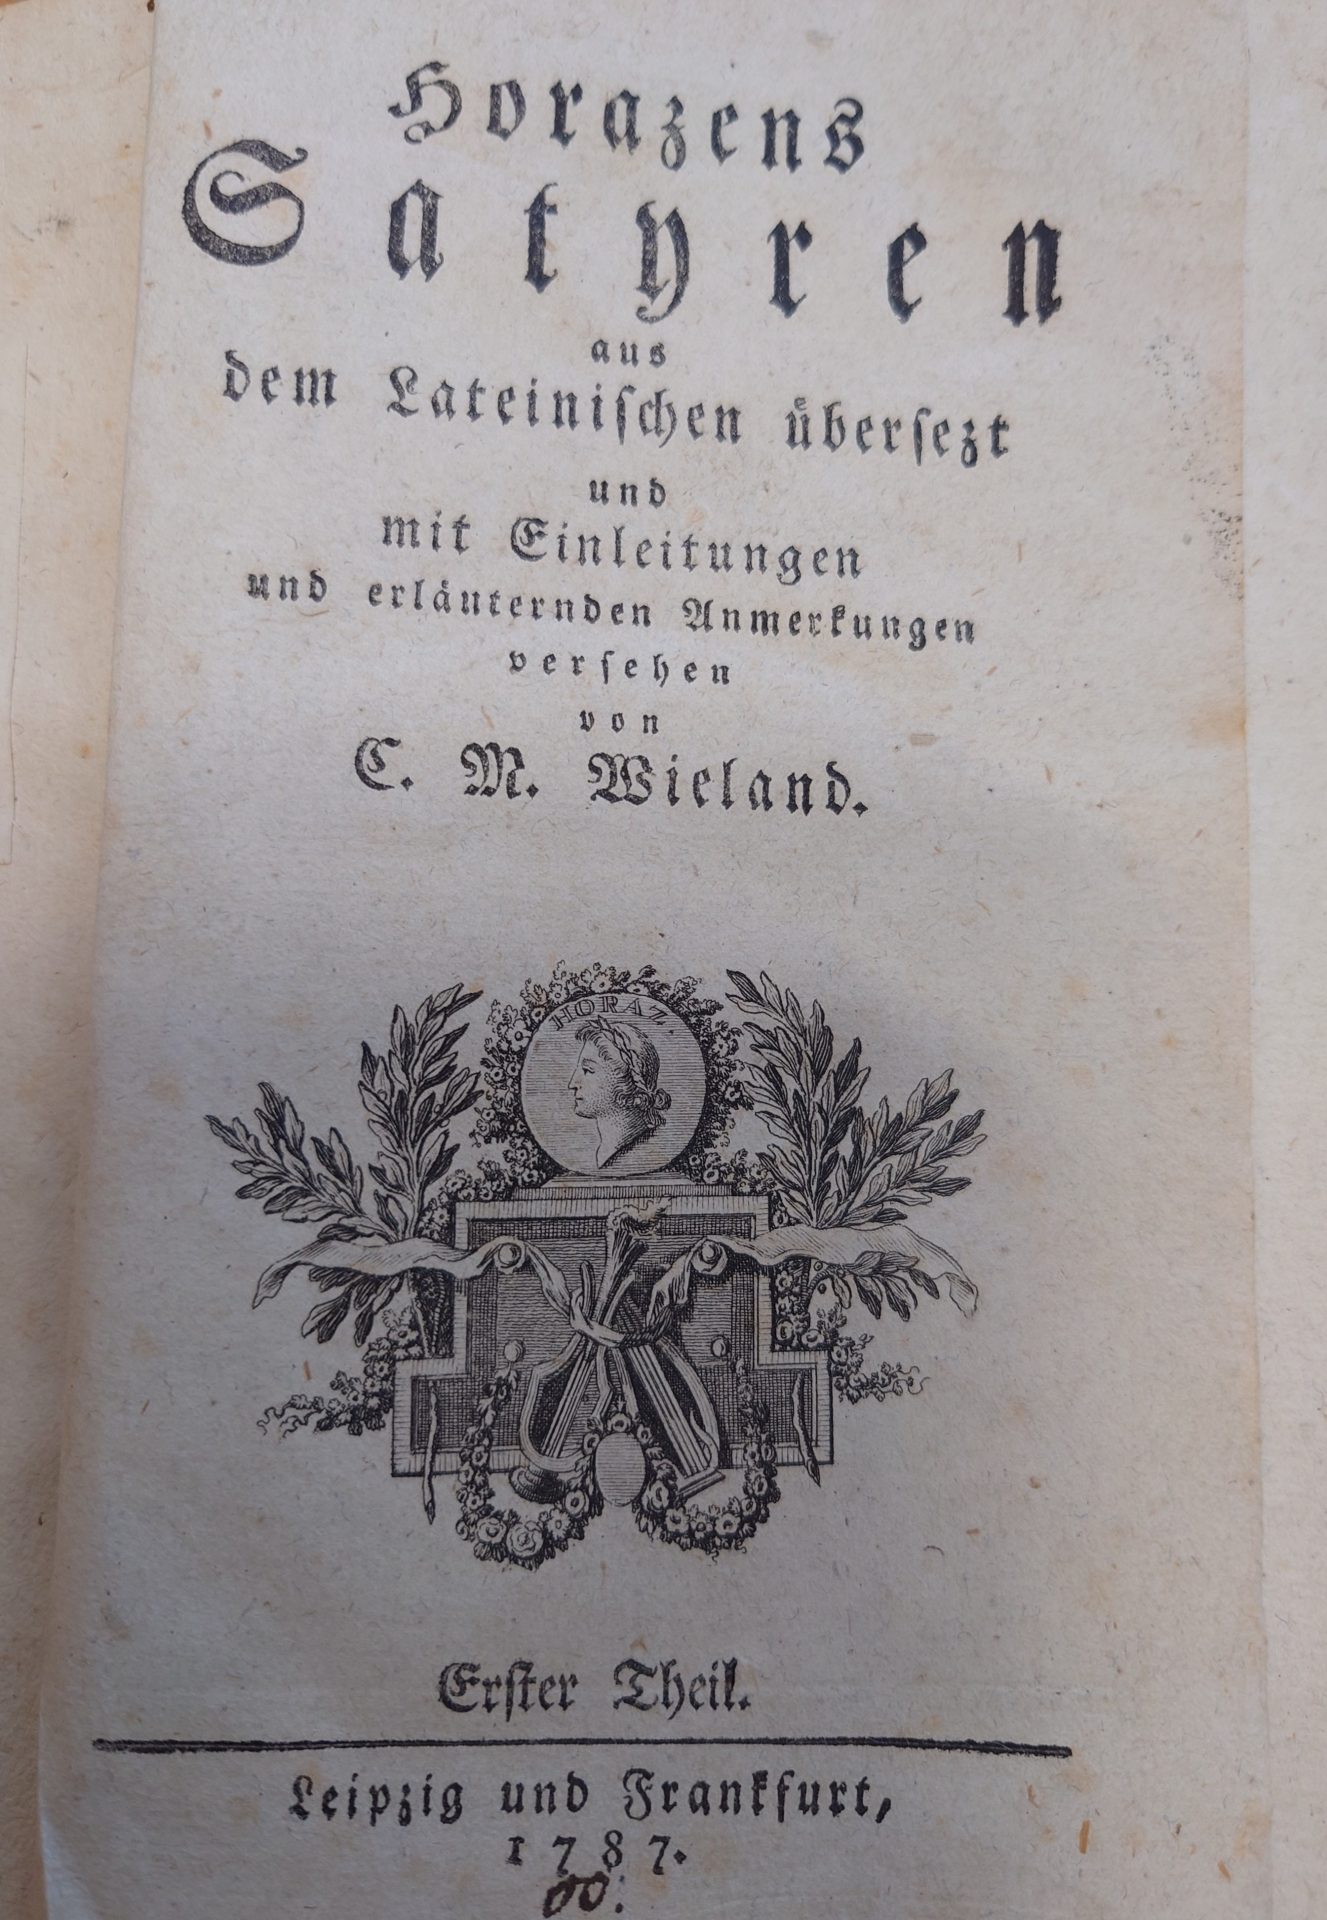 Horazens
Satyren
aus
dem Lateinischen übersezt
und
mit Einleitungen
und erläuternden Anmerkungen
versehen
von
C. M. Wieland.
HORAZ.
Erster Theil.
Leipzig und Frankfurt,
1787.